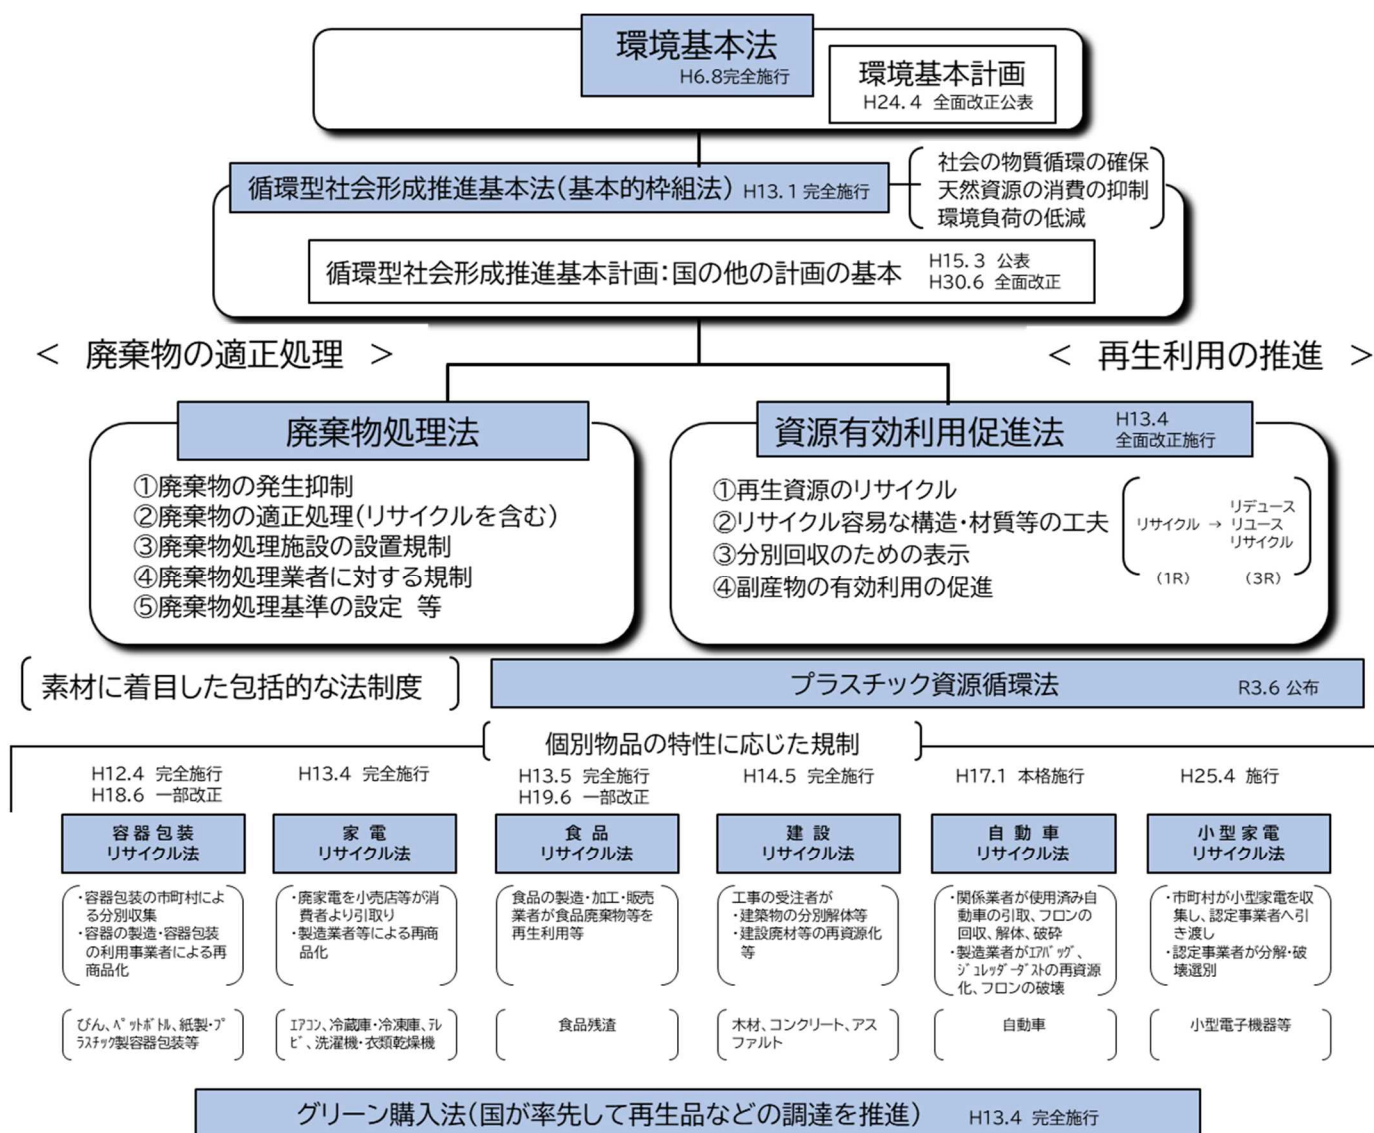 環境基本法
H6.8完全施行
環境基本計画
H24.4 全面改正公表
循環型社会形成推進基本法(基本的枠組法) H13.1 完全施行
社会の物質循環の確保
天然資源の消費の抑制
環境負荷の低減
循環型社会形成推進基本計画:国の他の計画の基本
H15.3 公表
H30.6 全面改正
< 廃棄物の適正処理 >
< 再生利用の推進 >
廃棄物処理法
①廃棄物の発生抑制
②廃棄物の適正処理(リサイクルを含む)
③廃棄物処理施設の設置規制
④廃棄物処理業者に対する規制
⑤廃棄物処理基準の設定 等
資源有効利用促進法
H13.4
全面改正施行
①再生資源のリサイクル
②リサイクル容易な構造・材質等の工夫
③分別回収のための表示
④副産物の有効利用の促進
リサイクル →
リデュース
リユース
リサイクル
(1R)
(3R)
素材に着目した包括的な法制度
プラスチック資源循環法 R3.6 公布
個別物品の特性に応じた規制
H12.4 完全施行
H18.6 一部改正
容器包装
リサイクル法
・容器包装の市町村によ
る分別収集
・容器の製造・容器包装
の利用事業者による再
商品化
びん、ペットボトル、紙製・プ
ラスチック製容器包装等
H13.4 完全施行
家電
リサイクル法
・廃家電を小売店等が消
費者より引取り
・製造業者等による再商
品化
エアコン、冷蔵庫・冷凍庫、テレ
ビ、洗濯機・衣類乾燥機
H13.5 完全施行
H19.6 一部改正
食品
リサイクル法
食品の製造・加工・販売
業者が食品廃棄物等を
再生利用等
食品残渣
H14.5 完全施行
建設
リサイクル法
工事の受注者が
・建築物の分別解体等
・建設廃材等の再資源化
等
木材、コンクリート、アス
ファルト
H17.1 本格施行
自動車
リサイクル法
・関係業者が使用済み自
動車の引取、フロンの
回収、解体、破砕
・製造業者がエアバッグ、
ジュレッダーダストの再資源
化、フロンの破壊
自動車
H25.4 施行
小型家電
リサイクル法
・市町村が小型家電を収
集し、認定事業者へ引
き渡し
・認定事業者が分解・破
壊選別
小型電子機器等
グリーン購入法(国が率先して再生品などの調達を推進) H13.4 完全施行